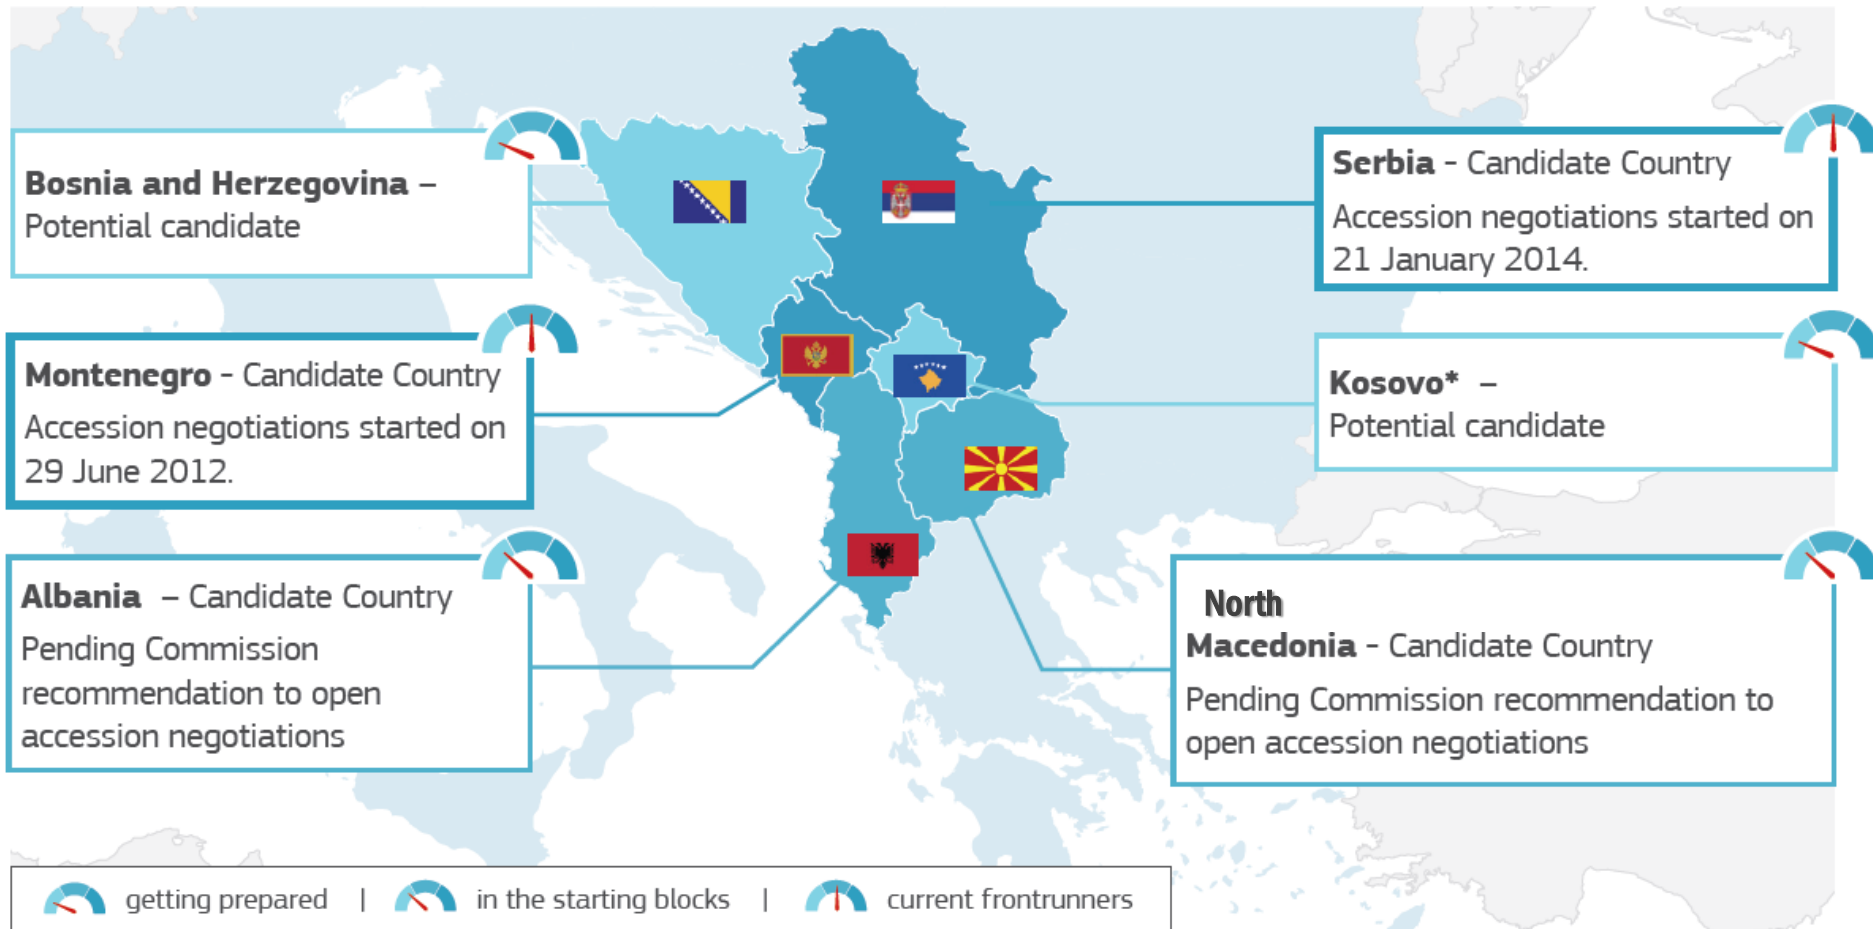 Bosnia and Herzegovina –
Potential candidate
Serbia - Candidate Country
Accession negotiations started on
21 January 2014.
Montenegro - Candidate Country
Accession negotiations started on
29 June 2012.
Kosovo* –
Potential candidate
Albania – Candidate Country
Pending Commission
recommendation to open
accession negotiations
North
Macedonia - Candidate Country
Pending Commission recommendation to
open accession negotiations
getting prepared | in the starting blocks | current frontrunners